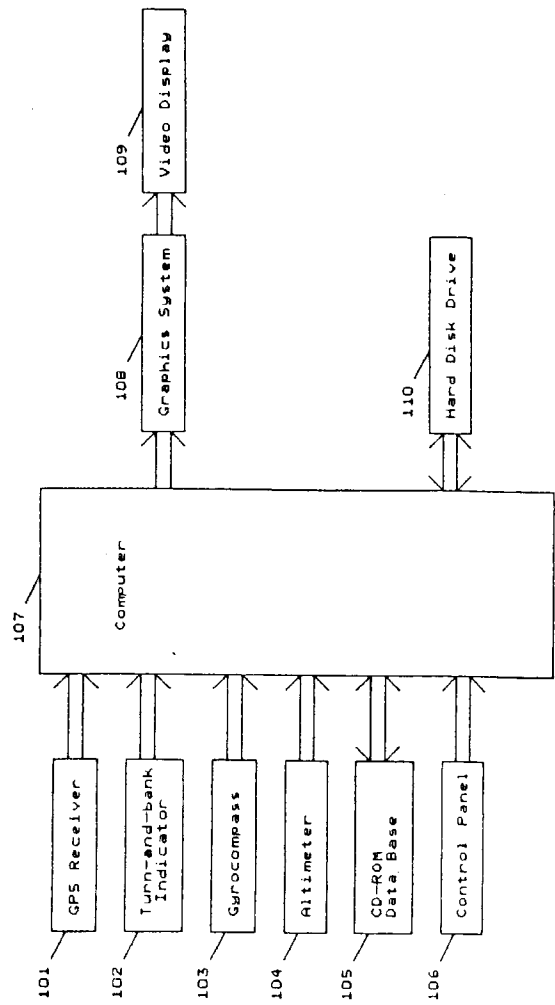 101
GPS Receiver
102
Turn-and-bank
Indicator
103
Gyrocompass
104
Altimeter
105
CD-ROM
Data Base
106
Control Panel
107
Computer
108
Graphics System
109
Video Display
110
Hard Disk Drive